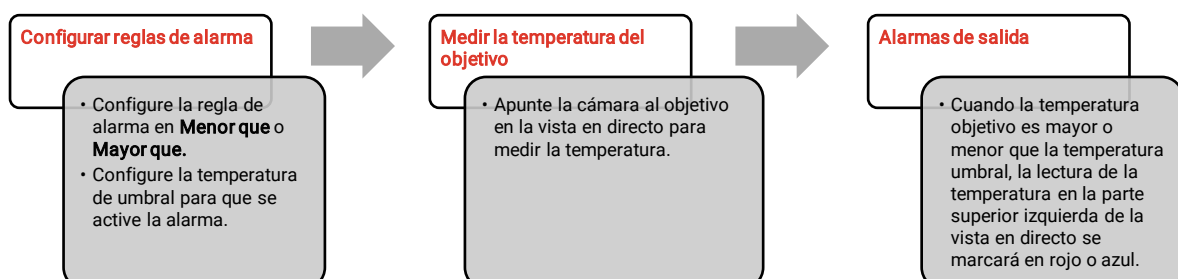 Configurar reglas de alarma
· Configure la regla de
alarma en Menor que o
Mayor que.
· Configure la temperatura
de umbral para que se
active la alarma.
Medir la temperatura del
objetivo
· Apunte la cámara al objetivo
en la vista en directo para
medir la temperatura.
Alarmas de salida
· Cuando la temperatura
objetivo es mayor o
menor que la temperatura
umbral, la lectura de la
temperatura en la parte
superior izquierda de la
vista en directo se
marcará en rojo o azul.